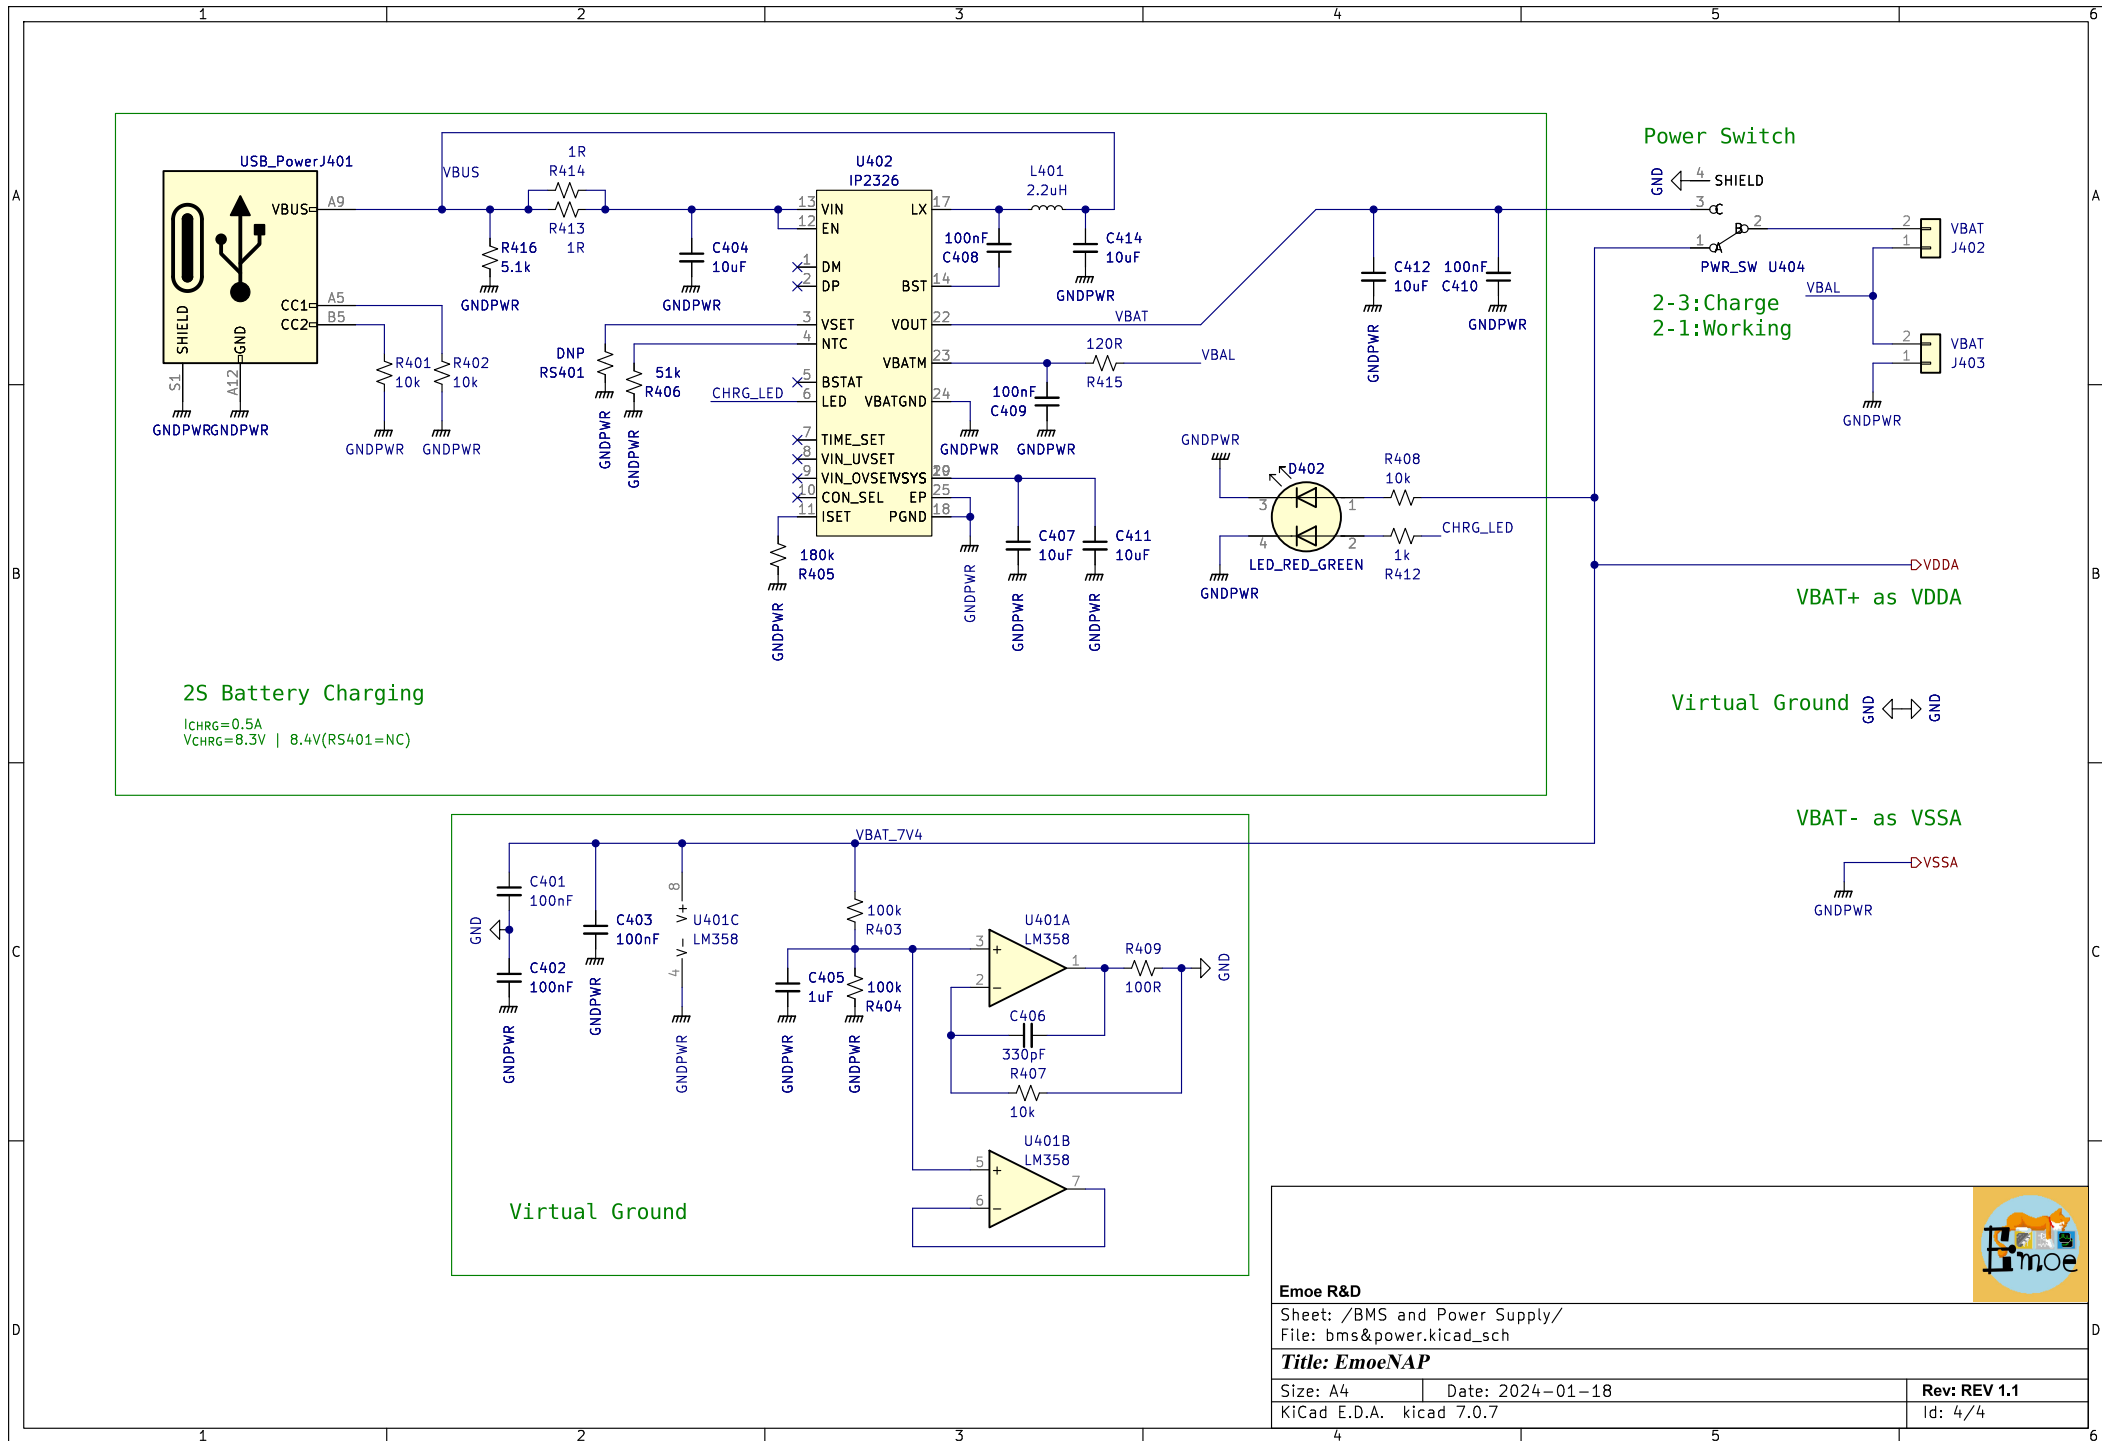 1 2 3 4 5 6
A
B
C
D
A
B
C
D
USB_PowerJ401
VBUS
A9
CC1
A5
CC2
B5
SHIELD
GND
S1
A12
GNDPWR
GNDPWR
VBUS
1R
R414
R413
1R
R416
5.1k
GNDPWR
R401
10k
GNDPWR
R402
10k
GNDPWR
C404
10uF
GNDPWR
DNP
RS401
GNDPWR
51k
R406
GNDPWR
CHRG_LED
180k
R405
GNDPWR
U402
IP2326
13 VIN
12 EN
1 DM
2 DP
3 VSET
4 NTC
5 BSTAT
6 LED
7 TIME_SET
8 VIN_UVSET
9 VIN_OVSET
10 CON_SEL
11 ISET
LX 17
BST 14
VOUT 22
VBATM 23
VBATGND 24
VSYS
EP 25
PGND 18
L401
2.2uH
100nF
C408
C414
10uF
GNDPWR
VBAT
120R
R415
VBAL
100nF
C409
GNDPWR
GNDPWR
GNDPWR
C407
10uF
GNDPWR
C411
10uF
GNDPWR
C412
10uF
GNDPWR
100nF
C410
GNDPWR
GNDPWR
D402
3
1
4
2
LED_RED_GREEN
GNDPWR
R408
10k
CHRG_LED
1k
R412
2S Battery Charging
ICHRG=0.5A
VCHRG=8.3V | 8.4V(RS401=NC)
Power Switch
GND
4 SHIELD
3 C
B 2
1 A
PWR_SW U404
2-3:Charge
2-1:Working
2 VBAT
1 J402
VBAL
2 VBAT
1 J403
GNDPWR
VDDA
VBAT+ as VDDA
Virtual Ground
GND
GND
VBAT- as VSSA
VSSA
GNDPWR
VBAT_7V4
C401
100nF
GND
C402
100nF
GNDPWR
C403
100nF
GNDPWR
8
V+
V-
4
U401C
LM358
GNDPWR
100k
R403
C405
1uF
GNDPWR
100k
R404
GNDPWR
U401A
LM358
3 +
2 -
1
R409
100R
GND
C406
330pF
R407
10k
U401B
LM358
5 +
6 -
7
Virtual Ground
Emoe
Emoe R&D
Sheet: /BMS and Power Supply/
File: bms&power.kicad_sch
Title: EmoeNAP
Size: A4 Date: 2024-01-18 Rev: REV 1.1
KiCad E.D.A. kicad 7.0.7 Id: 4/4
1 2 3 4 5 6